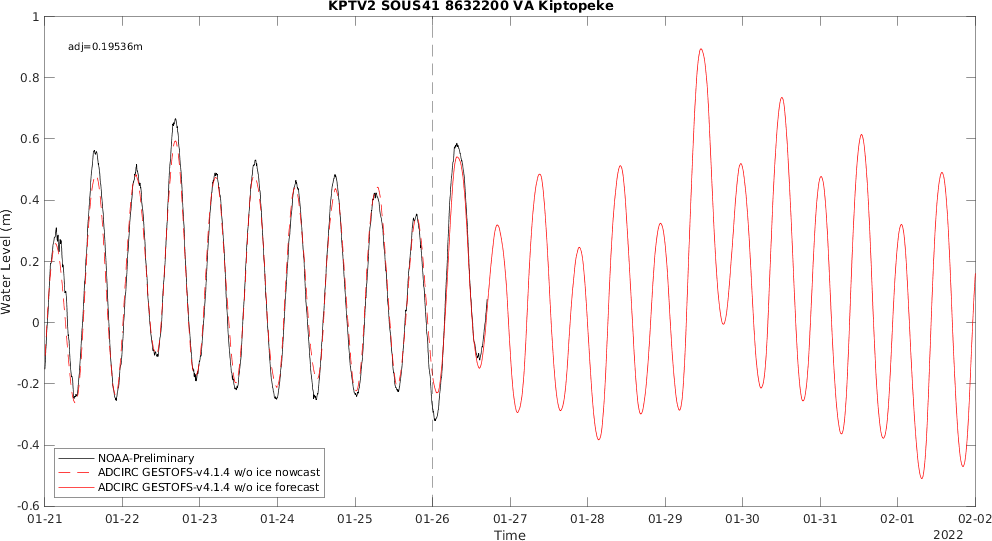 KPTV2 SOUS41 8632200 VA Kiptopeke
adj=0.19536m
1
0.8
0.6
0.4
0.2
0
-0.2
-0.4
-0.6
Water Level (m)
NOAA-Preliminary
ADCIRC GESTOFS-v4.1.4 w/o ice nowcast
ADCIRC GESTOFS-v4.1.4 w/o ice forecast
01-21 01-22 01-23 01-24 01-25 01-26 01-27 01-28 01-29 01-30 01-31 02-01 02-02
Time
2022